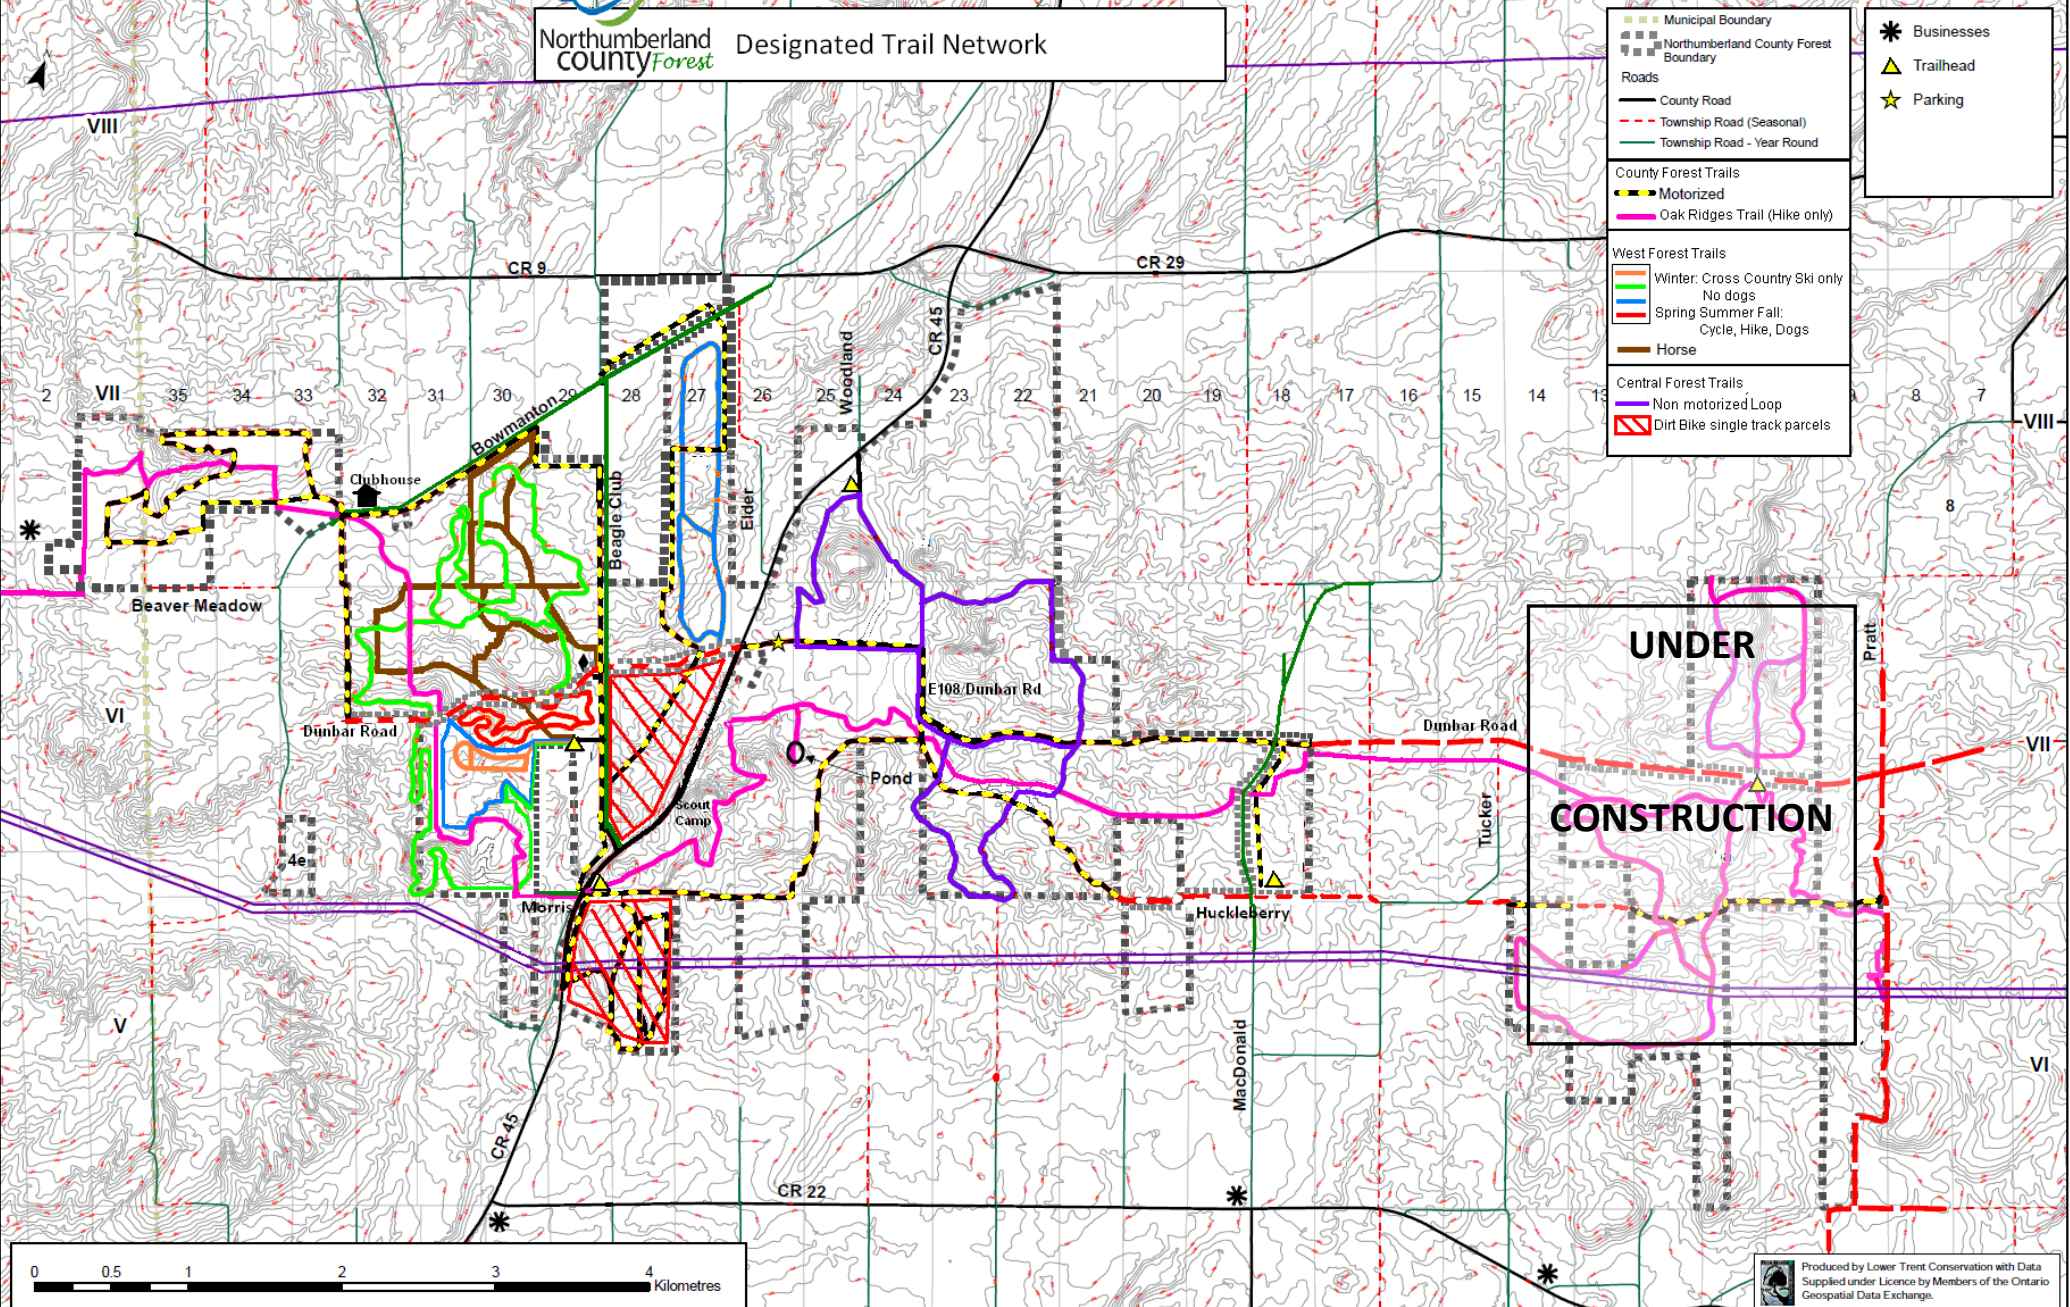 Northumberland
county Forest
Designated Trail Network
Municipal Boundary
Northumberland County Forest
Boundary
Roads
County Road
Township Road (Seasonal)
Township Road - Year Round
County Forest Trails
Motorized
Oak Ridges Trail (Hike only)
West Forest Trails
Winter: Cross Country Ski only
No dogs
Spring Summer Fall:
Cycle, Hike, Dogs
Horse
Central Forest Trails
Non motorized Loop
Dirt Bike single track parcels
Businesses
Trailhead
Parking
N
VIII
CR 9
CR 29
CR 45
Woodland
2
VII
35
34
33
32
31
30
29
28
27
26
25
24
23
22
21
20
19
18
17
16
15
14
8
7
VIII
Bowmanton
Clubhouse
Beagle Club
Elder
8
Beaver Meadow
UNDER
Pratt
E108/Dunbar Rd
VI
Dunbar Road
Dunbar Road
VII
Pond
Scout
Camp
Tucker
CONSTRUCTION
4e
Morris
Huckleberry
V
MacDonald
VI
CR 45
CR 22
0
0.5
1
2
3
4
Kilometres
Produced by Lower Trent Conservation with Data
Supplied under Licence by Members of the Ontario
Geospatial Data Exchange.